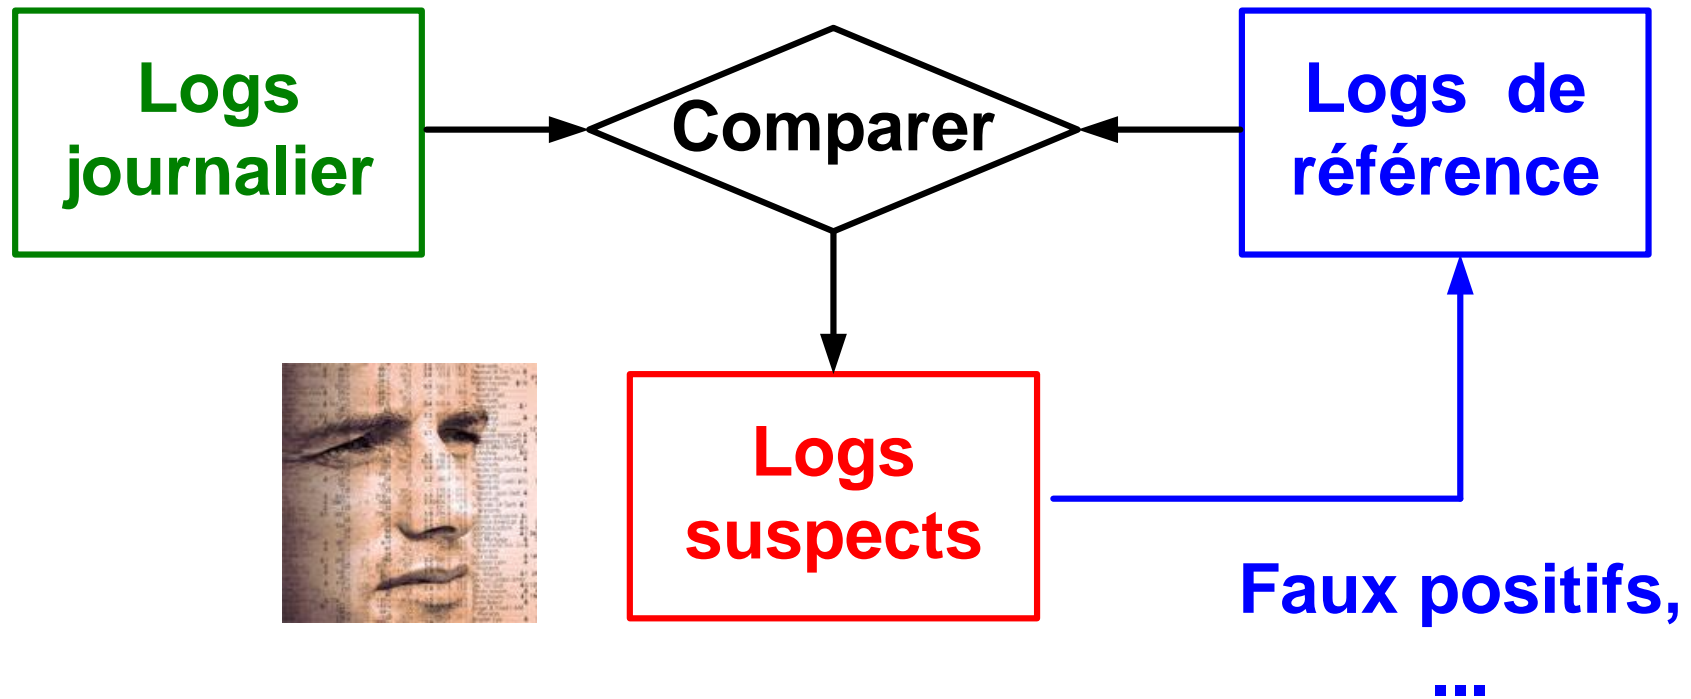 Logs
journalier
Comparer
Logs de
référence
Logs
suspects
Faux positifs,
...